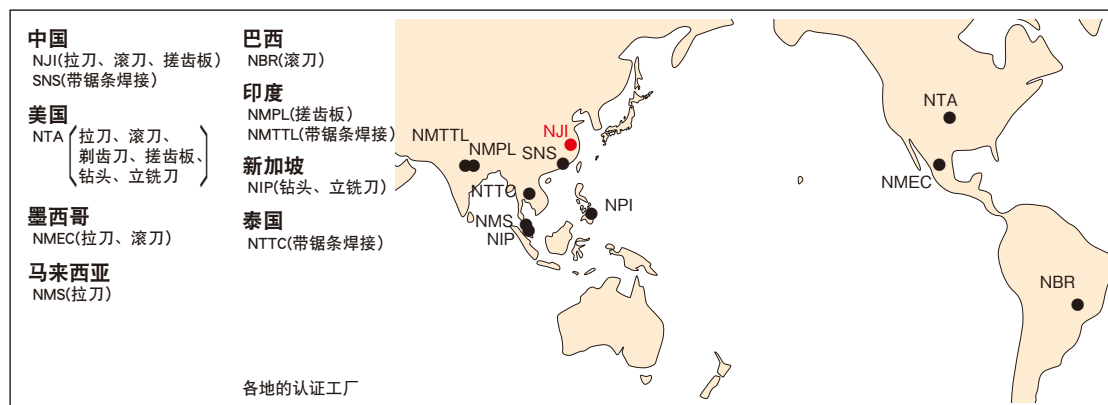 中国
NJI(拉刀、滚刀、搓齿板)
SNS(带锯条焊接)
美国
NTA 拉刀、滚刀、
剃齿刀、搓齿板、
钻头、立铣刀
墨西哥
NMEC(拉刀、滚刀)
马来西亚
NMS(拉刀)
巴西
NBR(滚刀)
印度
NMPL(搓齿板)
NMTTL(带锯条焊接)
新加坡
NIP(钻头、立铣刀)
泰国
NTTC(带锯条焊接)
各地的认证工厂
NMTTL
NMPL
NJI
SNS
NTTC
NMS
NIP
NPI
NTA
NMEC
NBR